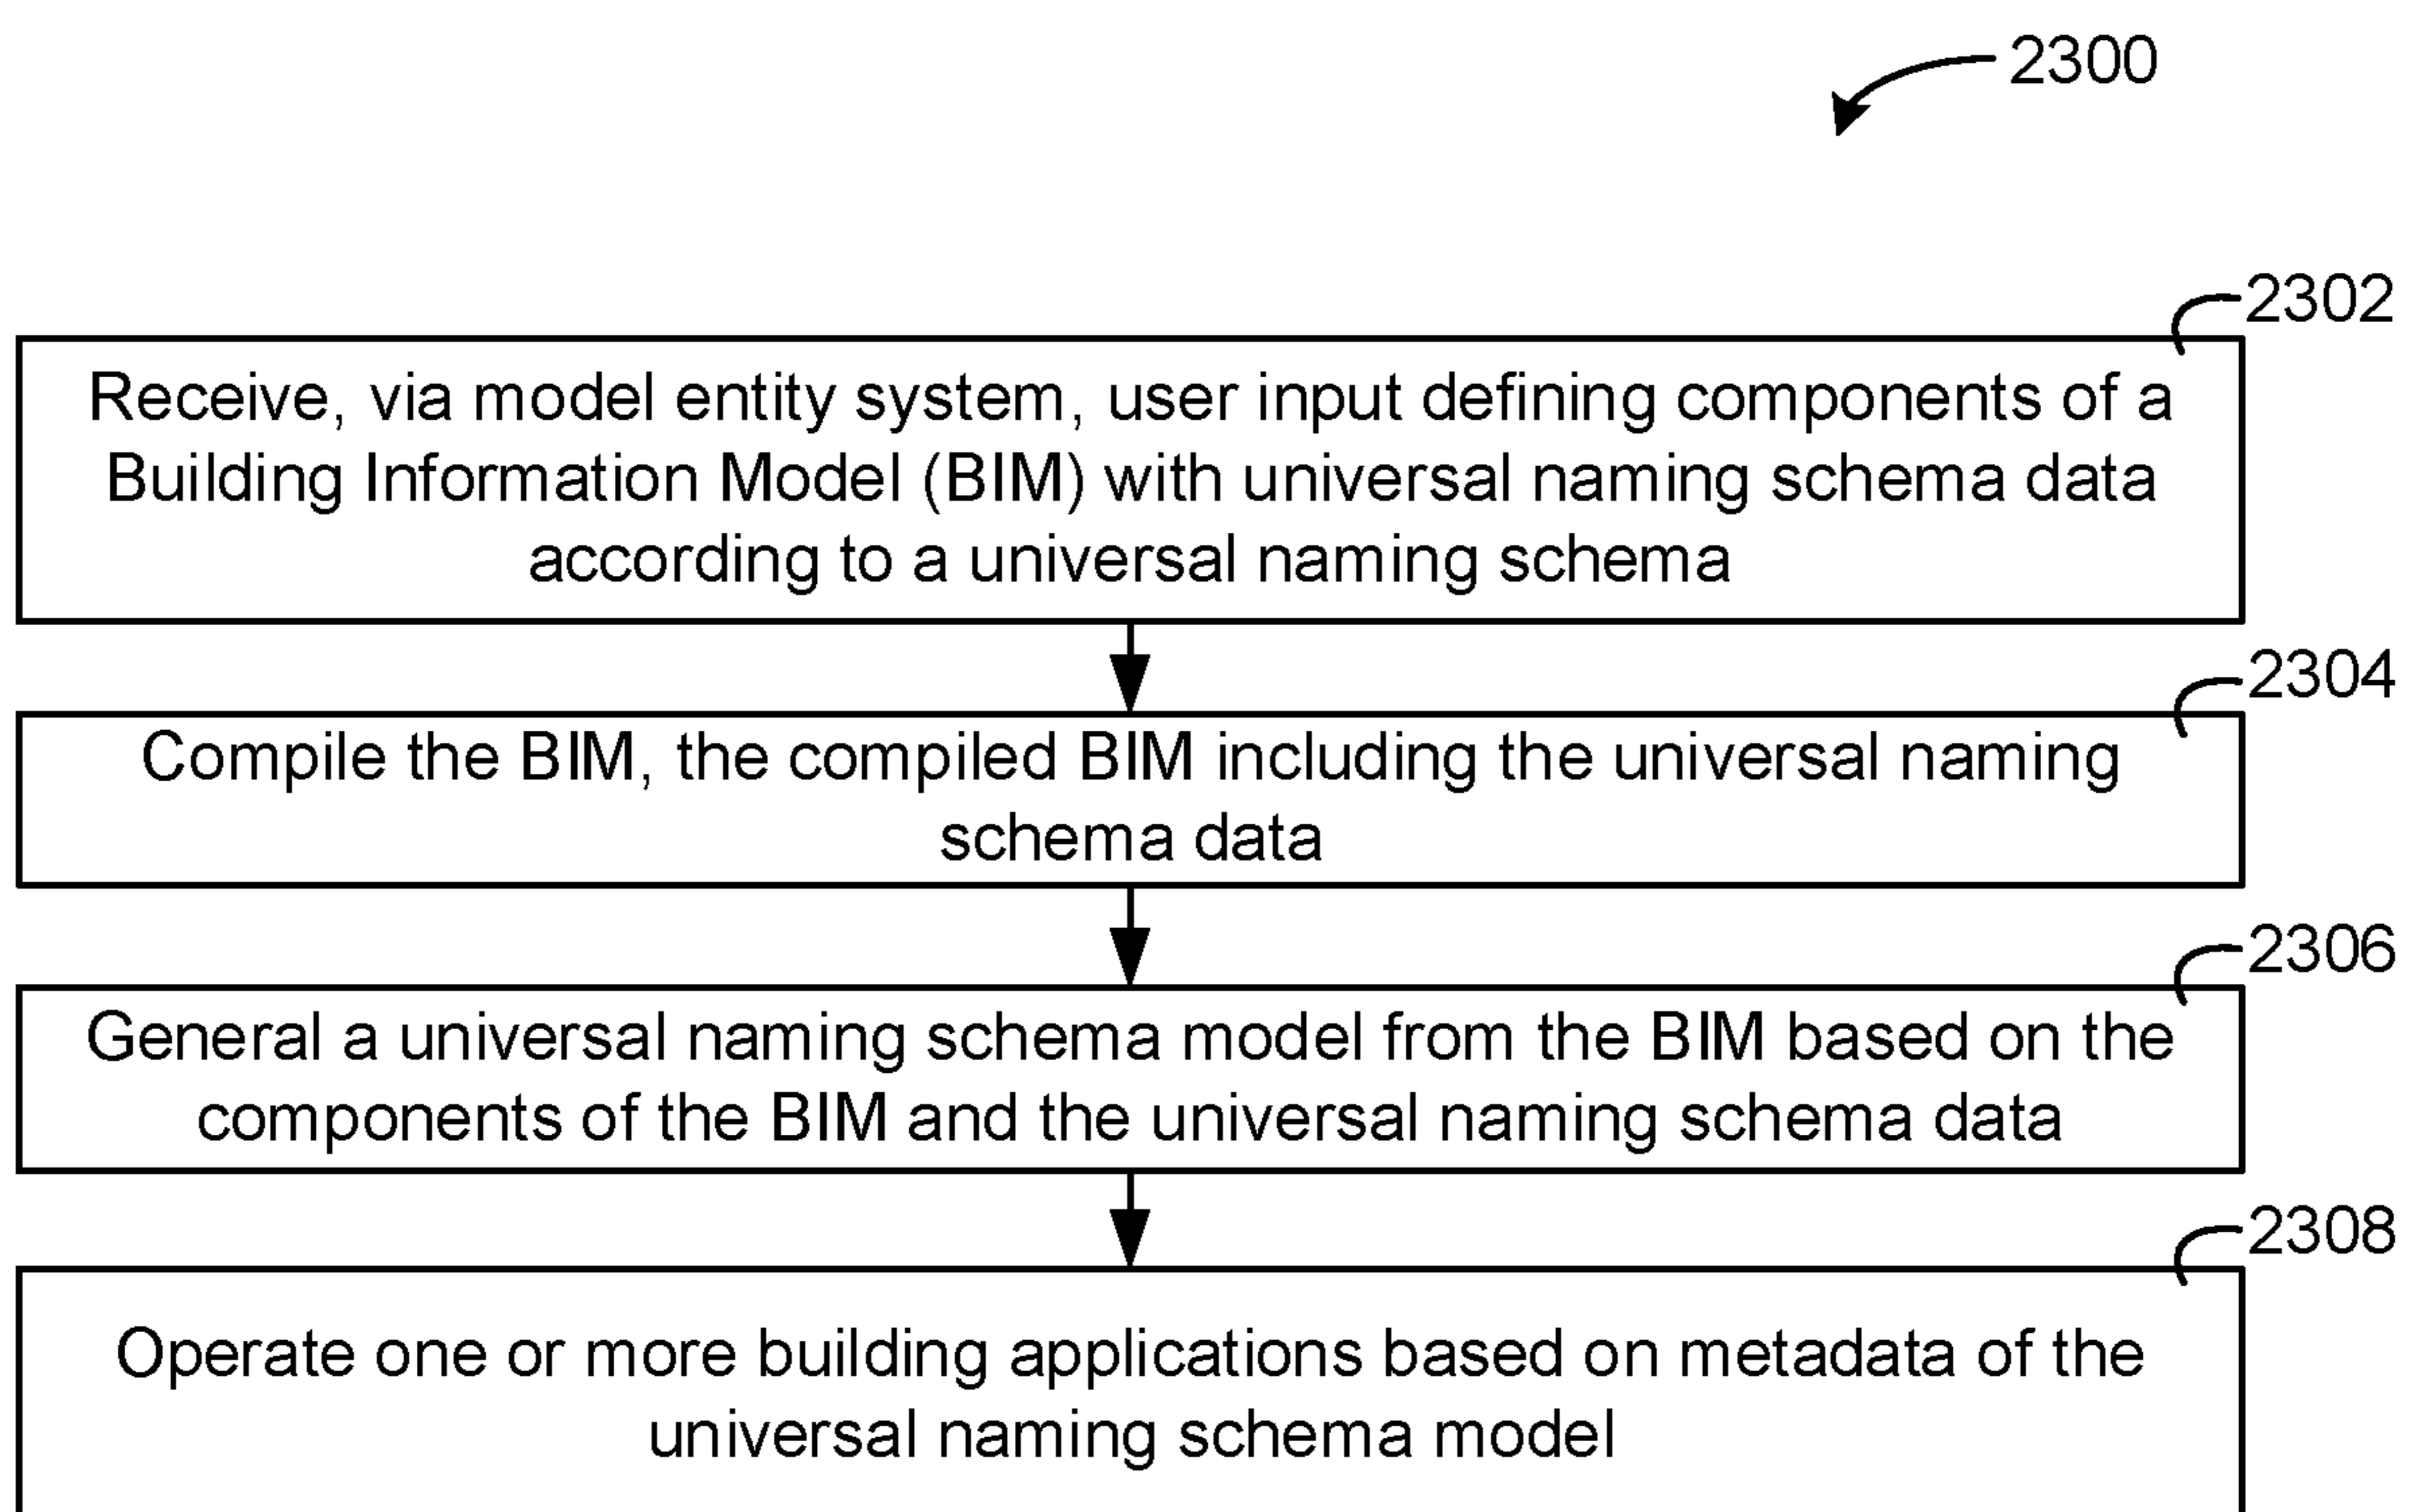 2300
2302
Receive, via model entity system, user input defining components of a
Building Information Model (BIM) with universal naming schema data
according to a universal naming schema
2304
Compile the BIM, the compiled BIM including the universal naming
schema data
2306
General a universal naming schema model from the BIM based on the
components of the BIM and the universal naming schema data
2308
Operate one or more building applications based on metadata of the
universal naming schema model